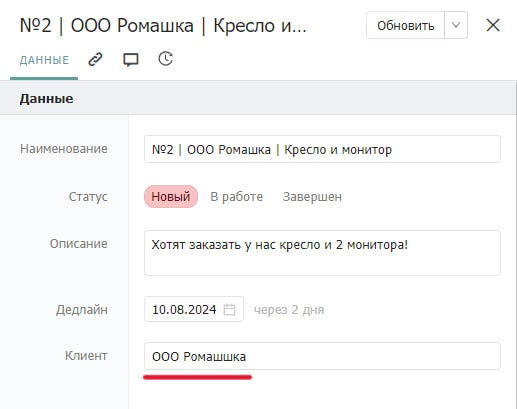 №2 | ООО Ромашка | Кресло и...
Обновить
ДАННЫЕ
Данные
Наименование
№2 | ООО Ромашка | Кресло и монитор
Статус
Новый В работе Завершен
Описание
Хотят заказать у нас кресло и 2 монитора!
Дедлайн
10.08.2024 через 2 дня
Клиент
ООО Ромашшка